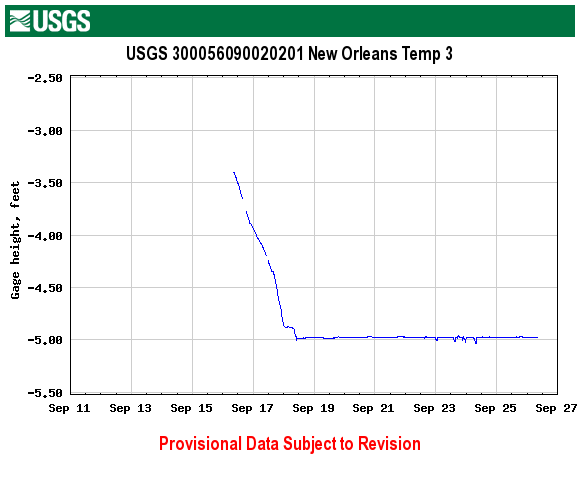 USGS
USGS 300056090020201 New Orleans Temp 3
Gage height, feet
-2.50
-3.00
-3.50
-4.00
-4.50
-5.00
-5.50
Sep 11 Sep 13 Sep 15 Sep 17 Sep 19 Sep 21 Sep 23 Sep 25 Sep 27
Provisional Data Subject to Revision